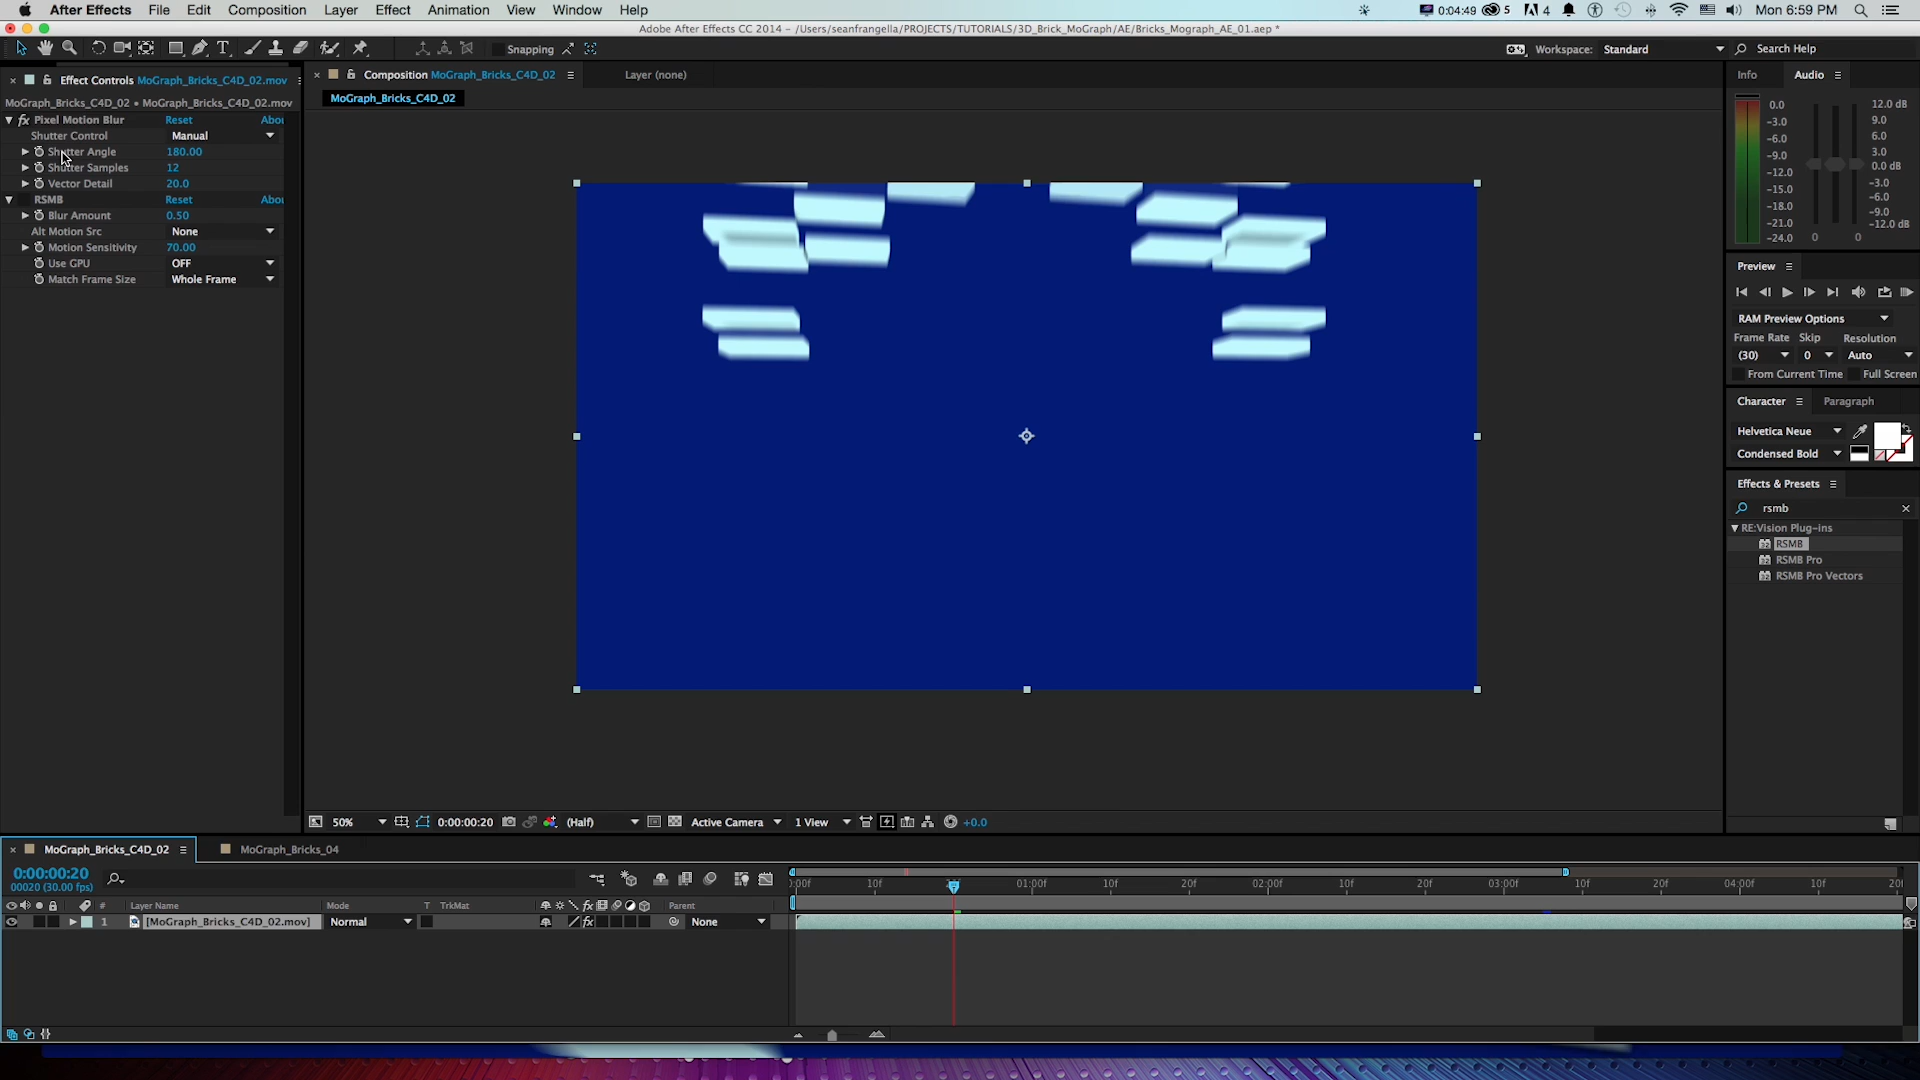 After Effects File Edit Composition Layer Effect Animation View Window Help 0:04:49 5 4 Mon 6:59 PM
Adobe After Effects CC 2014 - /Users/seanfrangella/PROJECTS/TUTORIALS/3D_Brick_MoGraph/AE/Bricks_Mograph_AE_01.aep *
Snapping Workspace: Standard Search Help
Effect Controls MoGraph_Bricks_C4D_02.mov
MoGraph_Bricks_C4D_02 • MoGraph_Bricks_C4D_02.mov
fx Pixel Motion Blur Reset Abou
Shutter Control Manual
Shutter Angle 180.00
Shutter Samples 12
Vector Detail 20.0
RSMB Reset Abou
Blur Amount 0.50
Alt Motion Src None
Motion Sensitivity 70.00
Use GPU OFF
Match Frame Size Whole Frame
Composition MoGraph_Bricks_C4D_02 Layer (none)
MoGraph_Bricks_C4D_02
50% 0:00:00:20 (Half) Active Camera 1 View +0.0
Info Audio
0.0
-3.0
-6.0
-9.0
-12.0
-15.0
-18.0
-21.0
-24.0
0 0
12.0 dB
9.0
6.0
3.0
0.0 dB
-3.0
-6.0
-9.0
-12.0 dB
Preview
RAM Preview Options
Frame Rate Skip Resolution
(30) 0 Auto
From Current Time Full Screen
Character Paragraph
Helvetica Neue
Condensed Bold
Effects & Presets
rsmb
RE:Vision Plug-ins
RSMB
RSMB Pro
RSMB Pro Vectors
MoGraph_Bricks_C4D_02 MoGraph_Bricks_04
0:00:00:20
00020 (30.00 fps)
):00f 10f 01:00f 10f 20f 02:00f 10f 20f 03:00f 10f 20f 04:00f 10f 20
# Layer Name Mode T TrkMat fx Parent
1 [MoGraph_Bricks_C4D_02.mov] Normal fx None